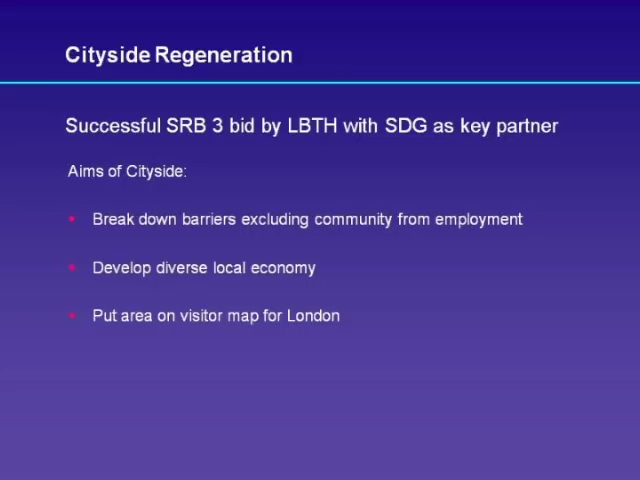 Cityside Regeneration
Successful SRB 3 bid by LBTH with SDG as key partner
Aims of Cityside:
• Break down barriers excluding community from employment
• Develop diverse local economy
• Put area on visitor map for London